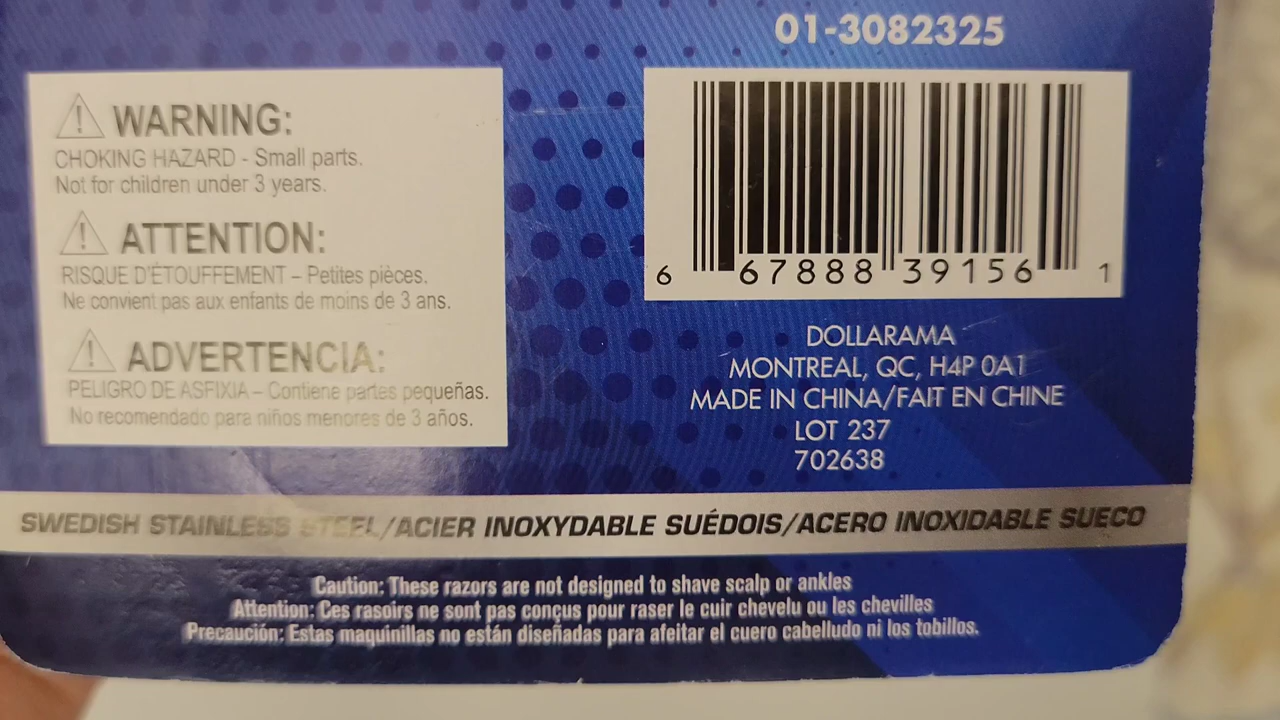 01-3082325
WARNING:
CHOKING HAZARD - Small parts.
Not for children under 3 years.
ATTENTION:
RISQUE D'ÉTOUFFEMENT – Petites pièces.
Ne convient pas aux enfants de moins de 3 ans.
ADVERTENCIA:
PELIGRO DE ASFIXIA – Contiene partes pequeñas.
No recomendado para niños menores de 3 años.
6 67888 39156 1
DOLLARAMA
MONTREAL, QC, H4P 0A1
MADE IN CHINA/FAIT EN CHINE
LOT 237
702638
SWEDISH STAINLESS STEEL/ACIER INOXYDABLE SUÉDOIS/ACERO INOXIDABLE SUECO
Caution: These razors are not designed to shave scalp or ankles
Attention: Ces rasoirs ne sont pas conçus pour raser le cuir chevelu ou les chevilles
Precaución: Estas maquinillas no están diseñadas para afeitar el cuero cabelludo ni los tobillos.